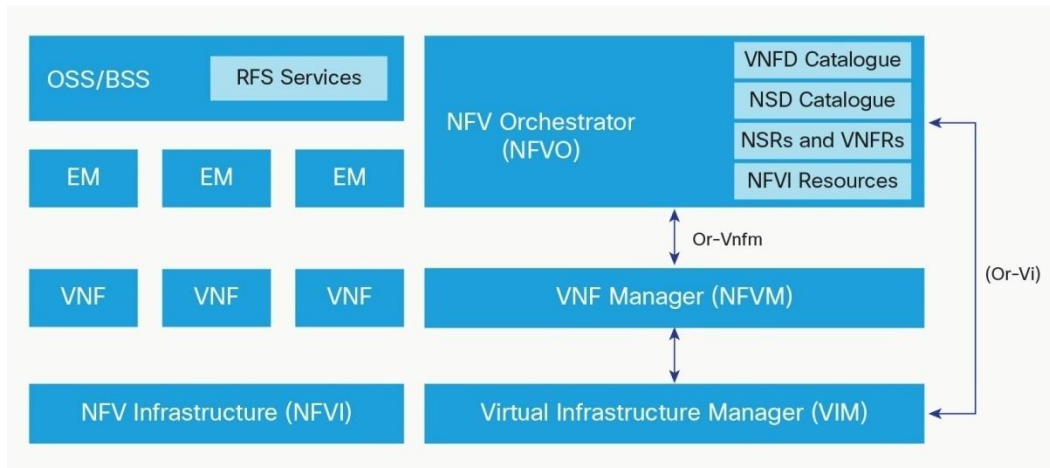 OSS/BSS
RFS Services
EM
EM
EM
VNF
VNF
VNF
NFV Infrastructure (NFVI)
NFV Orchestrator
(NFVO)
VNFD Catalogue
NSD Catalogue
NSRs and VNFRs
NFVI Resources
Or-Vnfm
VNF Manager (NFVM)
Virtual Infrastructure Manager (VIM)
(Or-Vi)